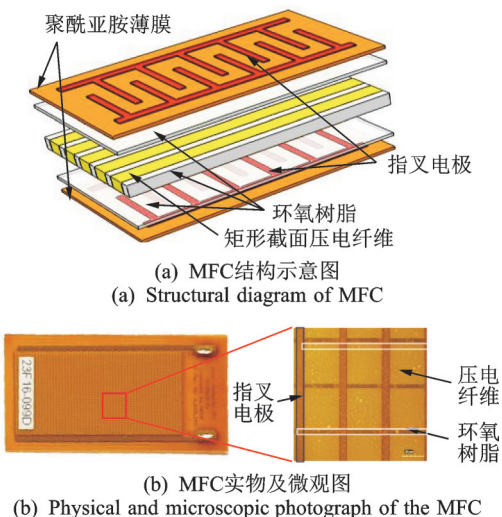 聚酰亚胺薄膜
指叉电极
环氧树脂
矩形截面压电纤维
(a) MFC结构示意图
(a) Structural diagram of MFC
23F16-099D
指叉
电极
压电
纤维
环氧
树脂
(b) MFC实物及微观图
(b) Physical and microscopic photograph of the MFC